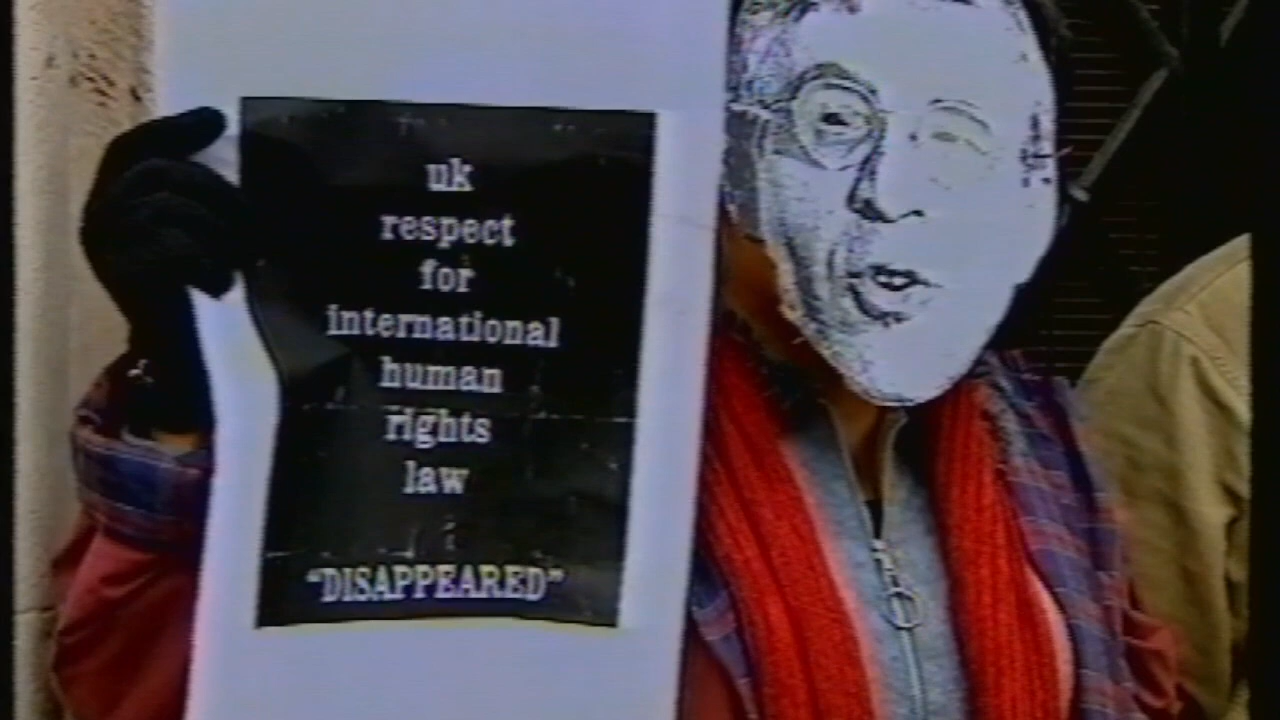 uk
respect
for
international
human
rights
law
"DISAPPEARED"